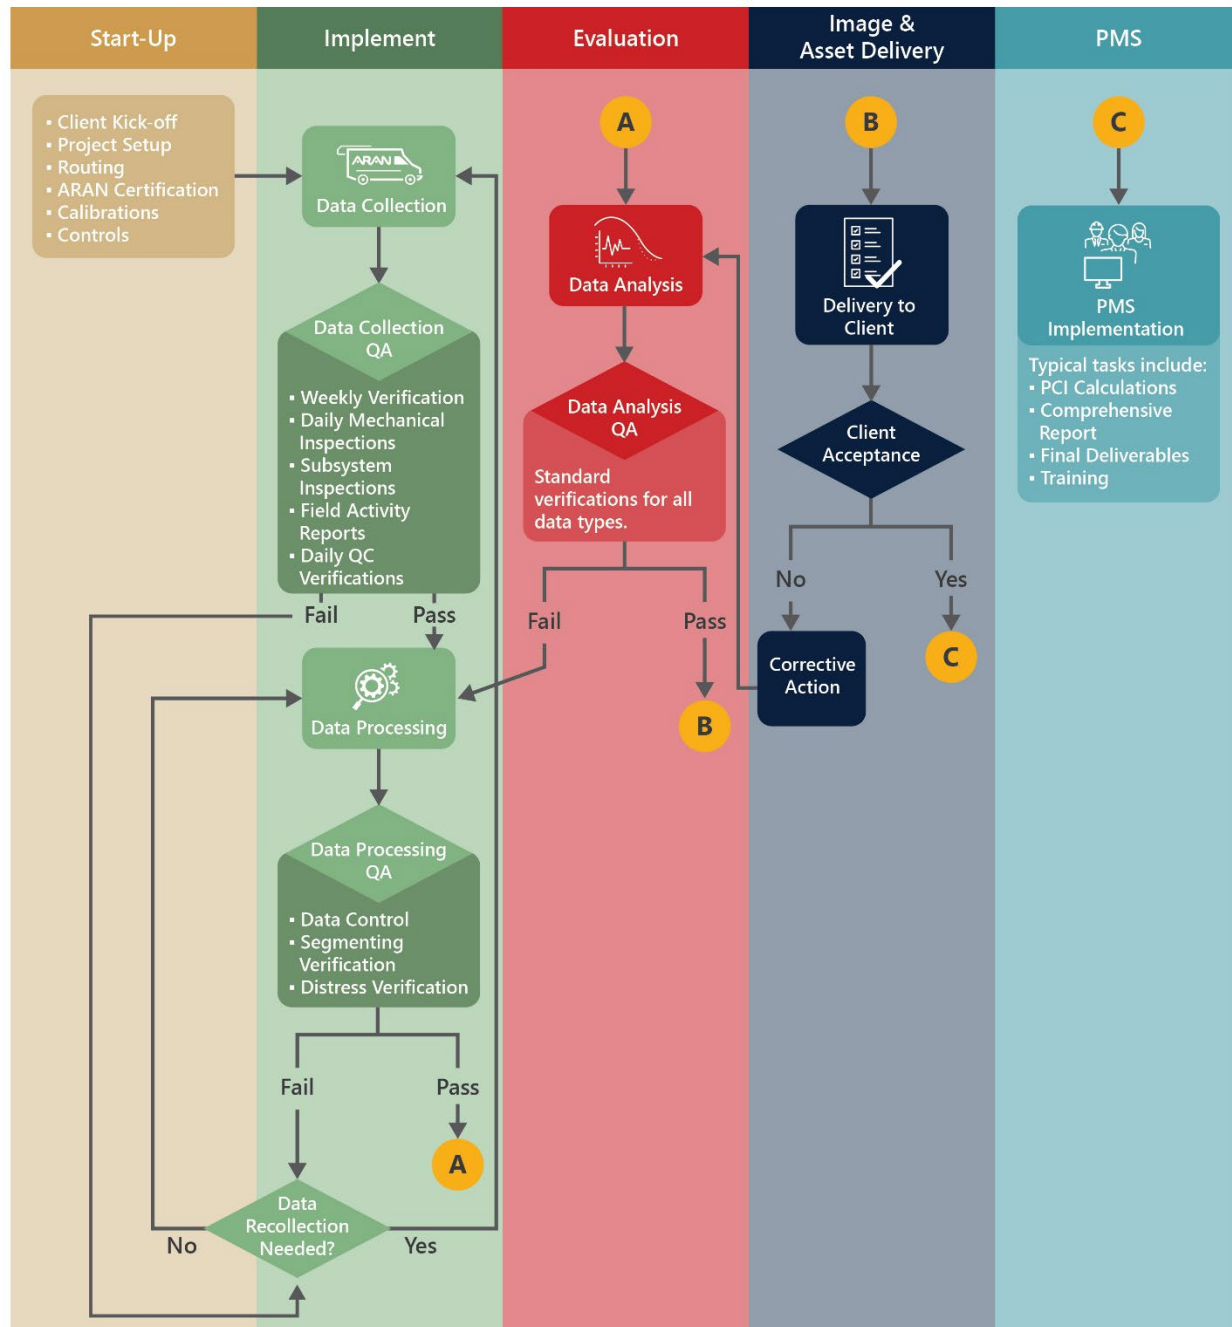 Start-Up
Implement
Evaluation
Image &
Asset Delivery
PMS
▪ Client Kick-off
▪ Project Setup
▪ Routing
▪ ARAN Certification
▪ Calibrations
▪ Controls
ARAN
Data Collection
Data Collection
QA
▪ Weekly Verification
▪ Daily Mechanical
Inspections
▪ Subsystem
Inspections
▪ Field Activity
Reports
▪ Daily QC
Verifications
Fail
Pass
Data Processing
Data Processing
QA
▪ Data Control
▪ Segmenting
Verification
▪ Distress Verification
Fail
Pass
A
Data
Recollection
Needed?
No
Yes
A
Data Analysis
Data Analysis
QA
Standard
verifications for all
data types.
Fail
Pass
B
B
Delivery to
Client
Client
Acceptance
No
Yes
Corrective
Action
C
C
PMS
Implementation
Typical tasks include:
▪ PCI Calculations
▪ Comprehensive
Report
▪ Final Deliverables
▪ Training